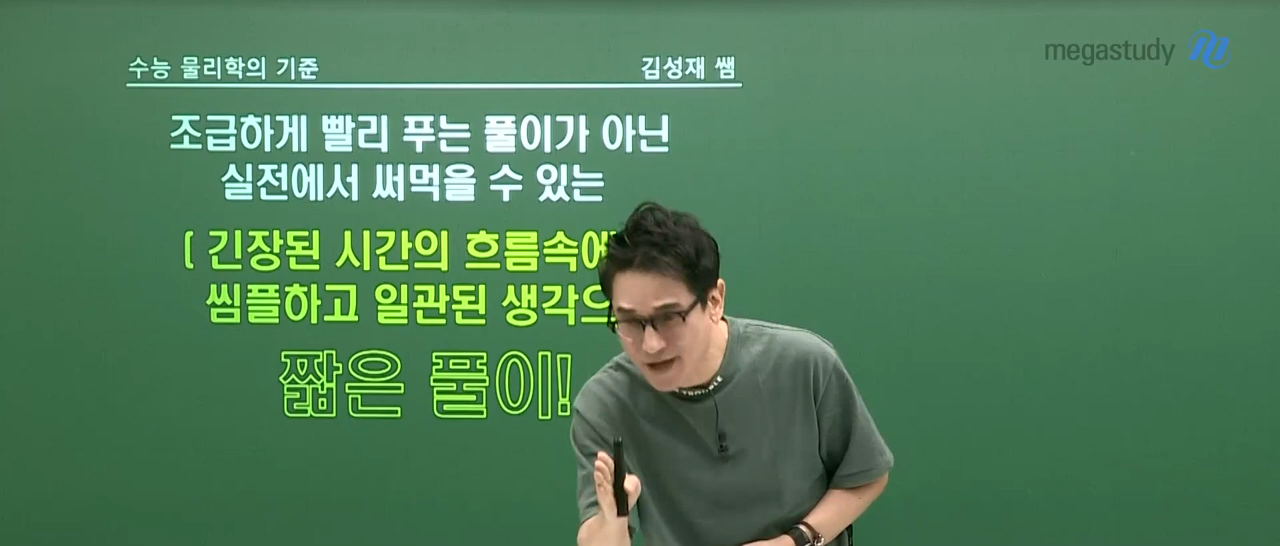 수능 물리학의 기준
김성재 쌤
megastudy
조급하게 빨리 푸는 풀이가 아닌
실전에서 써먹을 수 있는
[ 긴장된 시간의 흐름속에
씸플하고 일관된 생각으
짧은 풀이!